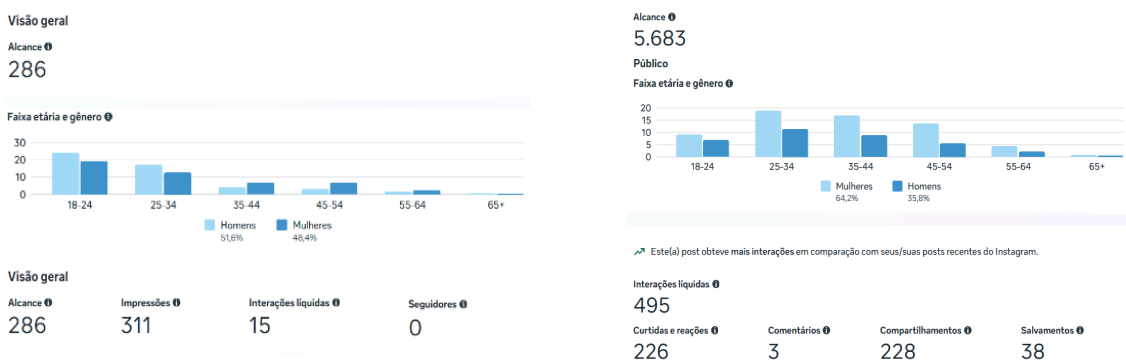 Visão geral
Alcance
286
Faixa etária e gênero
30
20
10
0
18-24 25-34 35-44 45-54 55-64 65+
Homens Mulheres
51,6% 48,4%
Visão geral
Alcance Impressões Interações líquidas Seguidores
286 311 15 0
Alcance
5.683
Público
Faixa etária e gênero
20
15
10
5
0
18-24 25-34 35-44 45-54 55-64 65+
Mulheres Homens
64,2% 35,8%
Este(a) post obteve mais interações em comparação com seus/suas posts recentes do Instagram.
Interações líquidas
495
Curtidas e reações Comentários Compartilhamentos Salvamentos
226 3 228 38